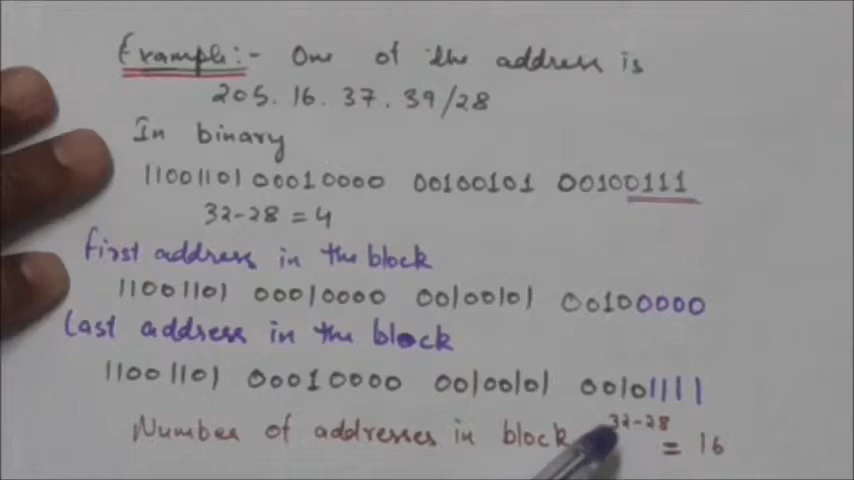 Example:- One of the address is
205. 16. 37. 39/28
In binary
11001101 00010000 00100101 00100111
32-28 = 4
first address in the block
11001101 00010000 00100101 00100000
Last address in the block
11001101 00010000 00100101 00101111
Number of addresses in block 32-28 = 16